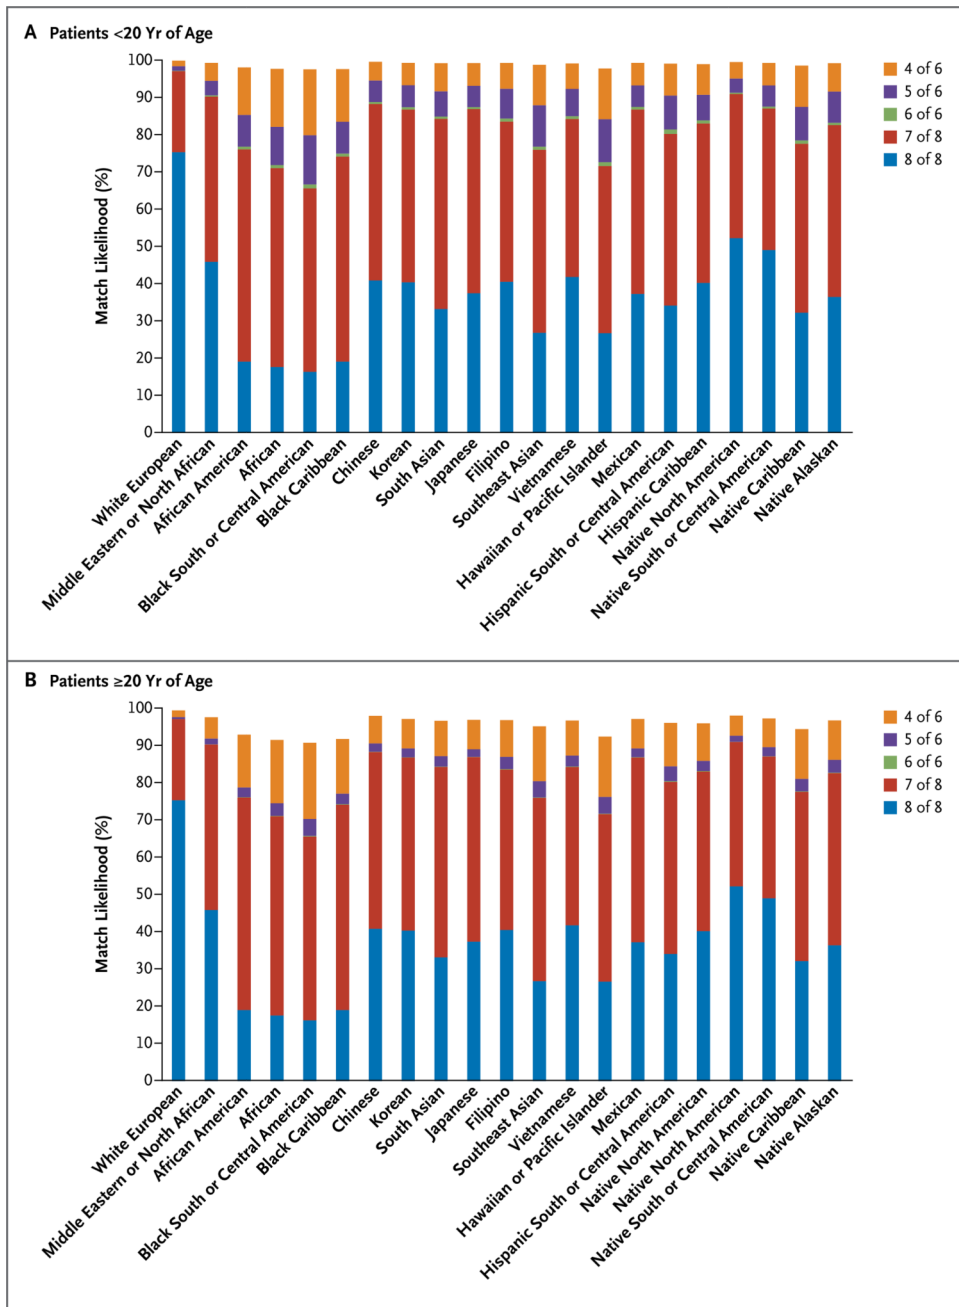 A Patients <20 Yr of Age
100
90
80
70
60
50
40
30
20
10
0
Match Likelihood (%)
4 of 6
5 of 6
6 of 6
7 of 8
8 of 8
White European
Middle Eastern or North African
African American
African
Black South or Central American
Black Caribbean
Chinese
Korean
South Asian
Japanese
Filipino
Southeast Asian
Vietnamese
Hawaiian or Pacific Islander
Mexican
Hispanic South or Central American
Hispanic Caribbean
Native North American
Native South or Central American
Native Caribbean
Native Alaskan
B Patients ≥20 Yr of Age
100
90
80
70
60
50
40
30
20
10
0
Match Likelihood (%)
4 of 6
5 of 6
6 of 6
7 of 8
8 of 8
White European
Middle Eastern or North African
African American
African
Black South or Central American
Black Caribbean
Chinese
Korean
South Asian
Japanese
Filipino
Southeast Asian
Vietnamese
Hawaiian or Pacific Islander
Mexican
Hispanic South or Central American
Native North American
Native North American
Native South or Central American
Native Caribbean
Native Alaskan